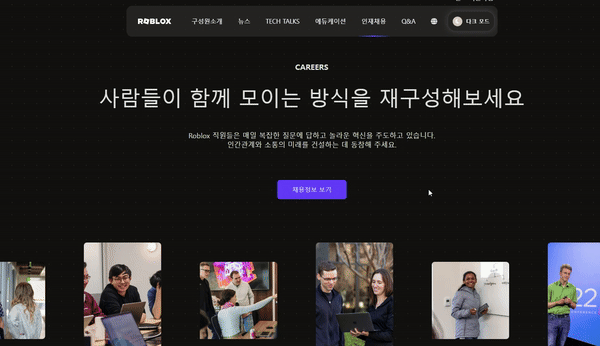 ROBLOX 구성원소개 뉴스 TECH TALKS 에듀케이션 인재채용 Q&A 다크 모드
CAREERS
사람들이 함께 모이는 방식을 재구성해보세요
Roblox 직원들은 매일 복잡한 질문에 답하고 놀라운 혁신을 주도하고 있습니다.
인간관계와 소통의 미래를 건설하는 데 동참해 주세요.
채용정보 보기
22